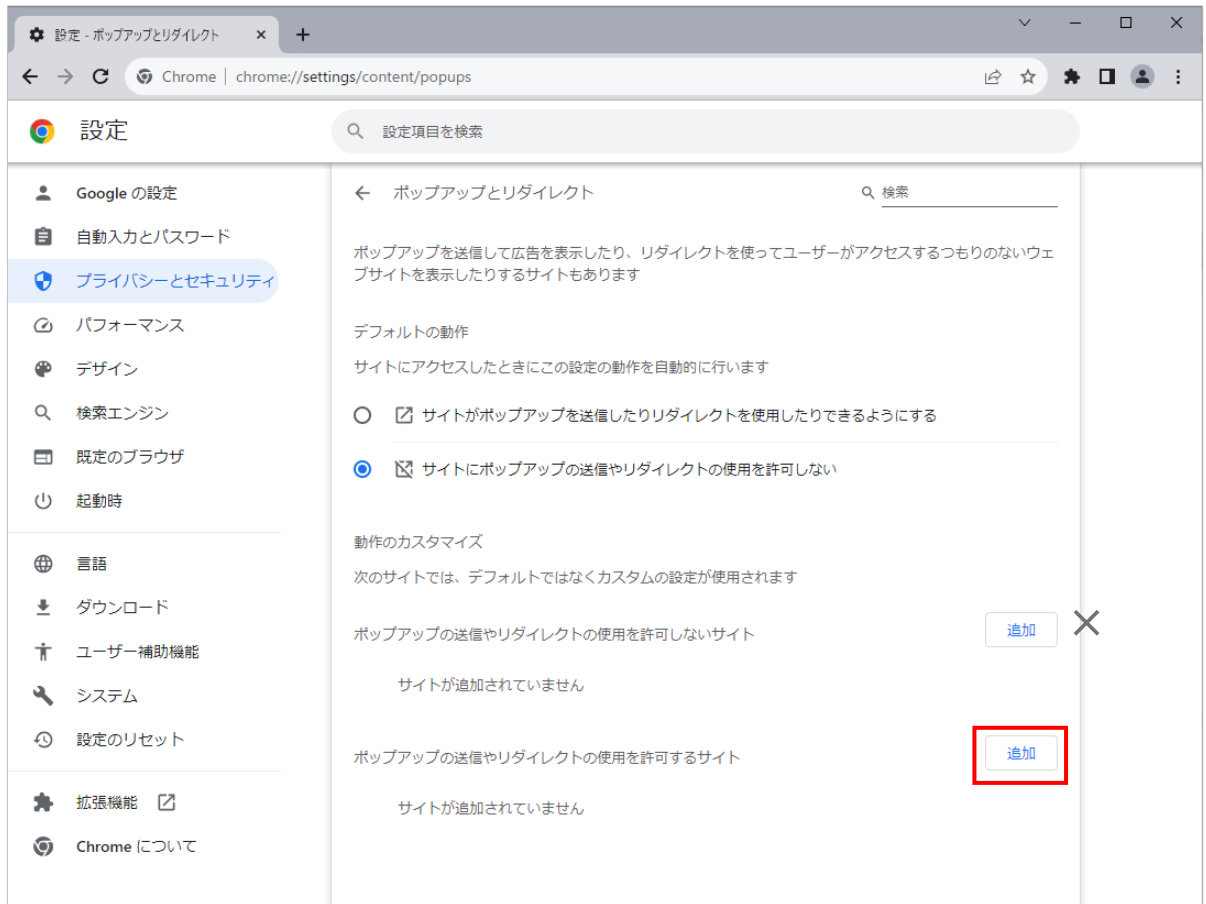 設定 - ポップアップとリダイレクト
Chrome | chrome://settings/content/popups
設定
設定項目を検索
Google の設定
自動入力とパスワード
プライバシーとセキュリティ
パフォーマンス
デザイン
検索エンジン
既定のブラウザ
起動時
言語
ダウンロード
ユーザー補助機能
システム
設定のリセット
拡張機能
Chrome について
ポップアップとリダイレクト
検索
ポップアップを送信して広告を表示したり、リダイレクトを使ってユーザーがアクセスするつもりのないウェ
ブサイトを表示したりするサイトもあります
デフォルトの動作
サイトにアクセスしたときにこの設定の動作を自動的に行います
サイトがポップアップを送信したりリダイレクトを使用したりできるようにする
サイトにポップアップの送信やリダイレクトの使用を許可しない
動作のカスタマイズ
次のサイトでは、デフォルトではなくカスタムの設定が使用されます
ポップアップの送信やリダイレクトの使用を許可しないサイト
追加
サイトが追加されていません
ポップアップの送信やリダイレクトの使用を許可するサイト
追加
サイトが追加されていません